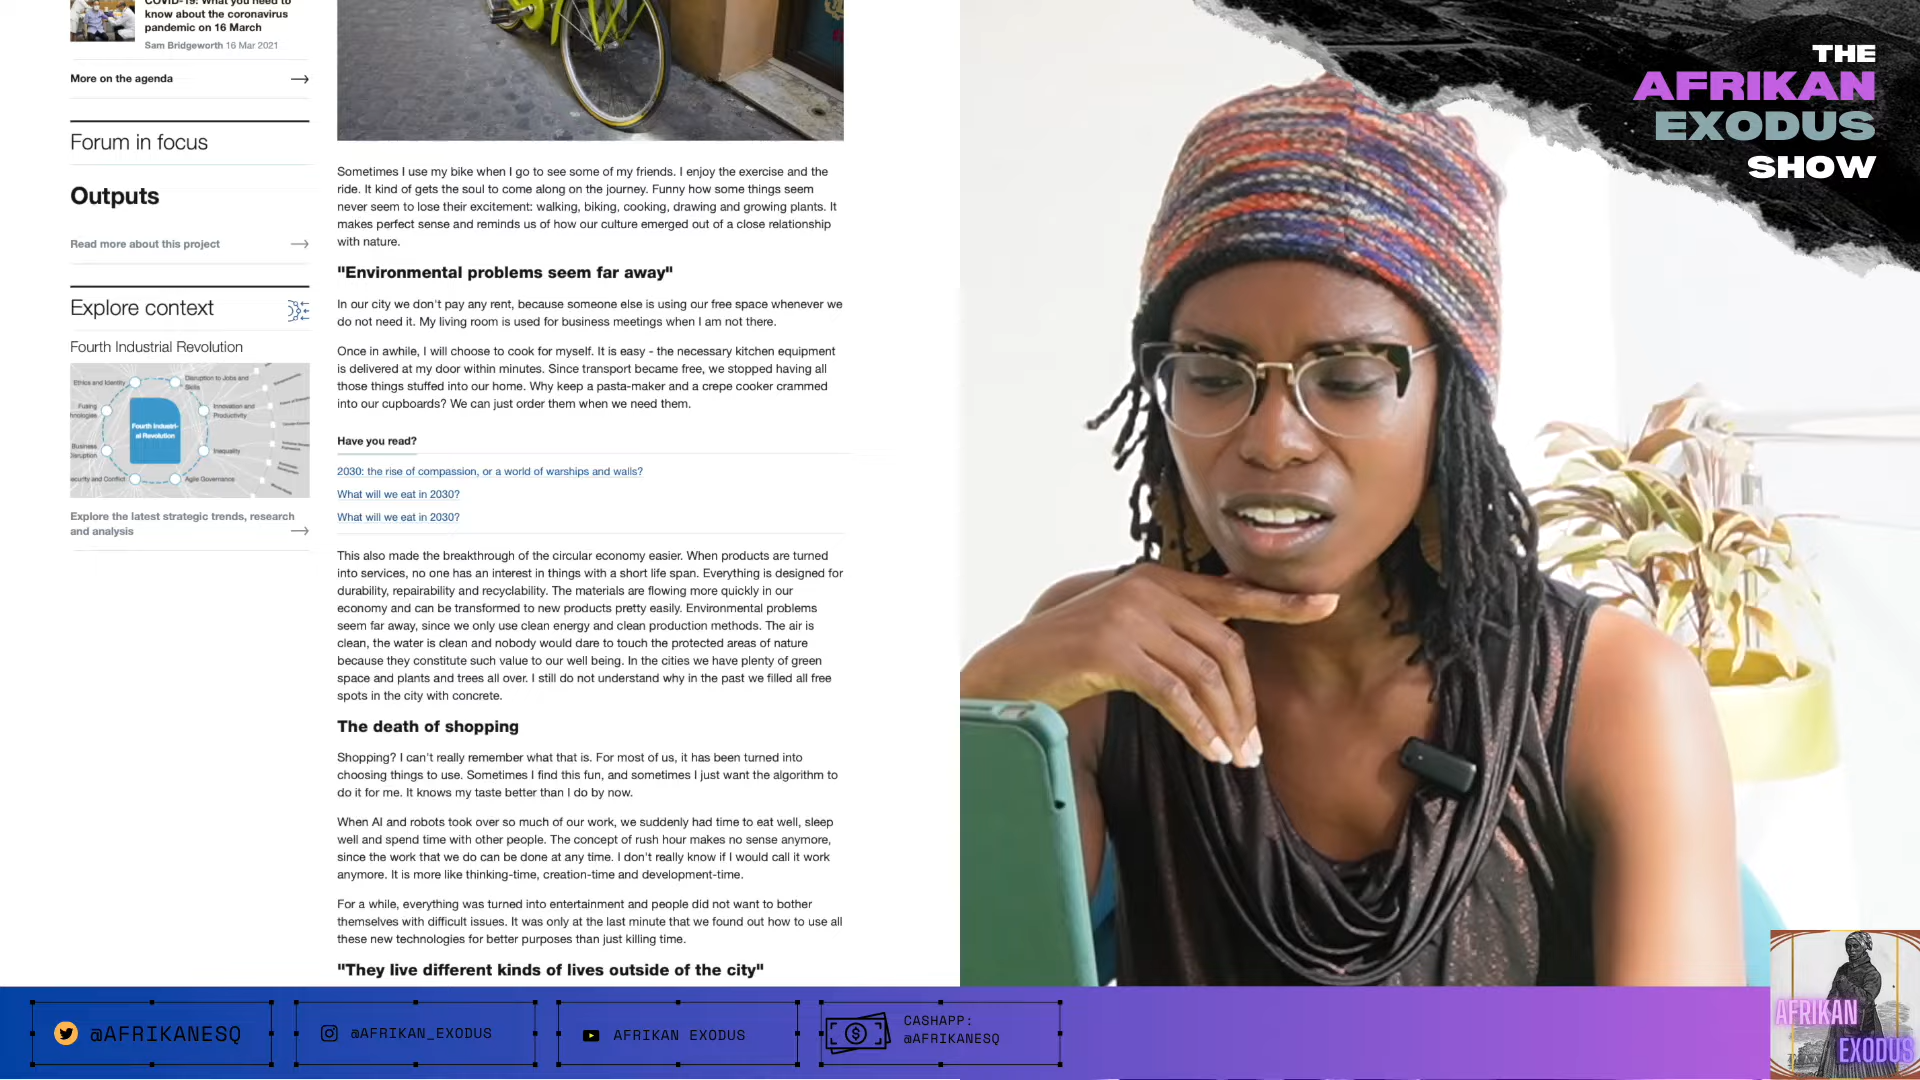 COVID-19: What you need to
know about the coronavirus
pandemic on 16 March
Sam Bridgeworth 16 Mar 2021
More on the agenda
Forum in focus
Outputs
Read more about this project
Explore context
Fourth Industrial Revolution
Ethics and Identity
Disruption to Jobs and
Skills
Fusing
Innovation and
Productivity
Fourth Industri-
al Revolution
Business
Disruption
Inequality
Agile Governance
Explore the latest strategic trends, research
and analysis
Sometimes I use my bike when I go to see some of my friends. I enjoy the exercise and the
ride. It kind of gets the soul to come along on the journey. Funny how some things seem
never seem to lose their excitement: walking, biking, cooking, drawing and growing plants. It
makes perfect sense and reminds us of how our culture emerged out of a close relationship
with nature.
"Environmental problems seem far away"
In our city we don't pay any rent, because someone else is using our free space whenever we
do not need it. My living room is used for business meetings when I am not there.
Once in awhile, I will choose to cook for myself. It is easy - the necessary kitchen equipment
is delivered at my door within minutes. Since transport became free, we stopped having all
those things stuffed into our home. Why keep a pasta-maker and a crepe cooker crammed
into our cupboards? We can just order them when we need them.
Have you read?
2030: the rise of compassion, or a world of warships and walls?
What will we eat in 2030?
What will we eat in 2030?
This also made the breakthrough of the circular economy easier. When products are turned
into services, no one has an interest in things with a short life span. Everything is designed for
durability, repairability and recyclability. The materials are flowing more quickly in our
economy and can be transformed to new products pretty easily. Environmental problems
seem far away, since we only use clean energy and clean production methods. The air is
clean, the water is clean and nobody would dare to touch the protected areas of nature
because they constitute such value to our well being. In the cities we have plenty of green
space and plants and trees all over. I still do not understand why in the past we filled all free
spots in the city with concrete.
The death of shopping
Shopping? I can't really remember what that is. For most of us, it has been turned into
choosing things to use. Sometimes I find this fun, and sometimes I just want the algorithm to
do it for me. It knows my taste better than I do by now.
When AI and robots took over so much of our work, we suddenly had time to eat well, sleep
well and spend time with other people. The concept of rush hour makes no sense anymore,
since the work that we do can be done at any time. I don't really know if I would call it work
anymore. It is more like thinking-time, creation-time and development-time.
For a while, everything was turned into entertainment and people did not want to bother
themselves with difficult issues. It was only at the last minute that we found out how to use all
these new technologies for better purposes than just killing time.
"They live different kinds of lives outside of the city"
THE
AFRIKAN
EXODUS
SHOW
@AFRIKANESQ
@AFRIKAN_EXODUS
AFRIKAN EXODUS
CASHAPP:
@AFRIKANESQ
AFRIKAN
EXODUS